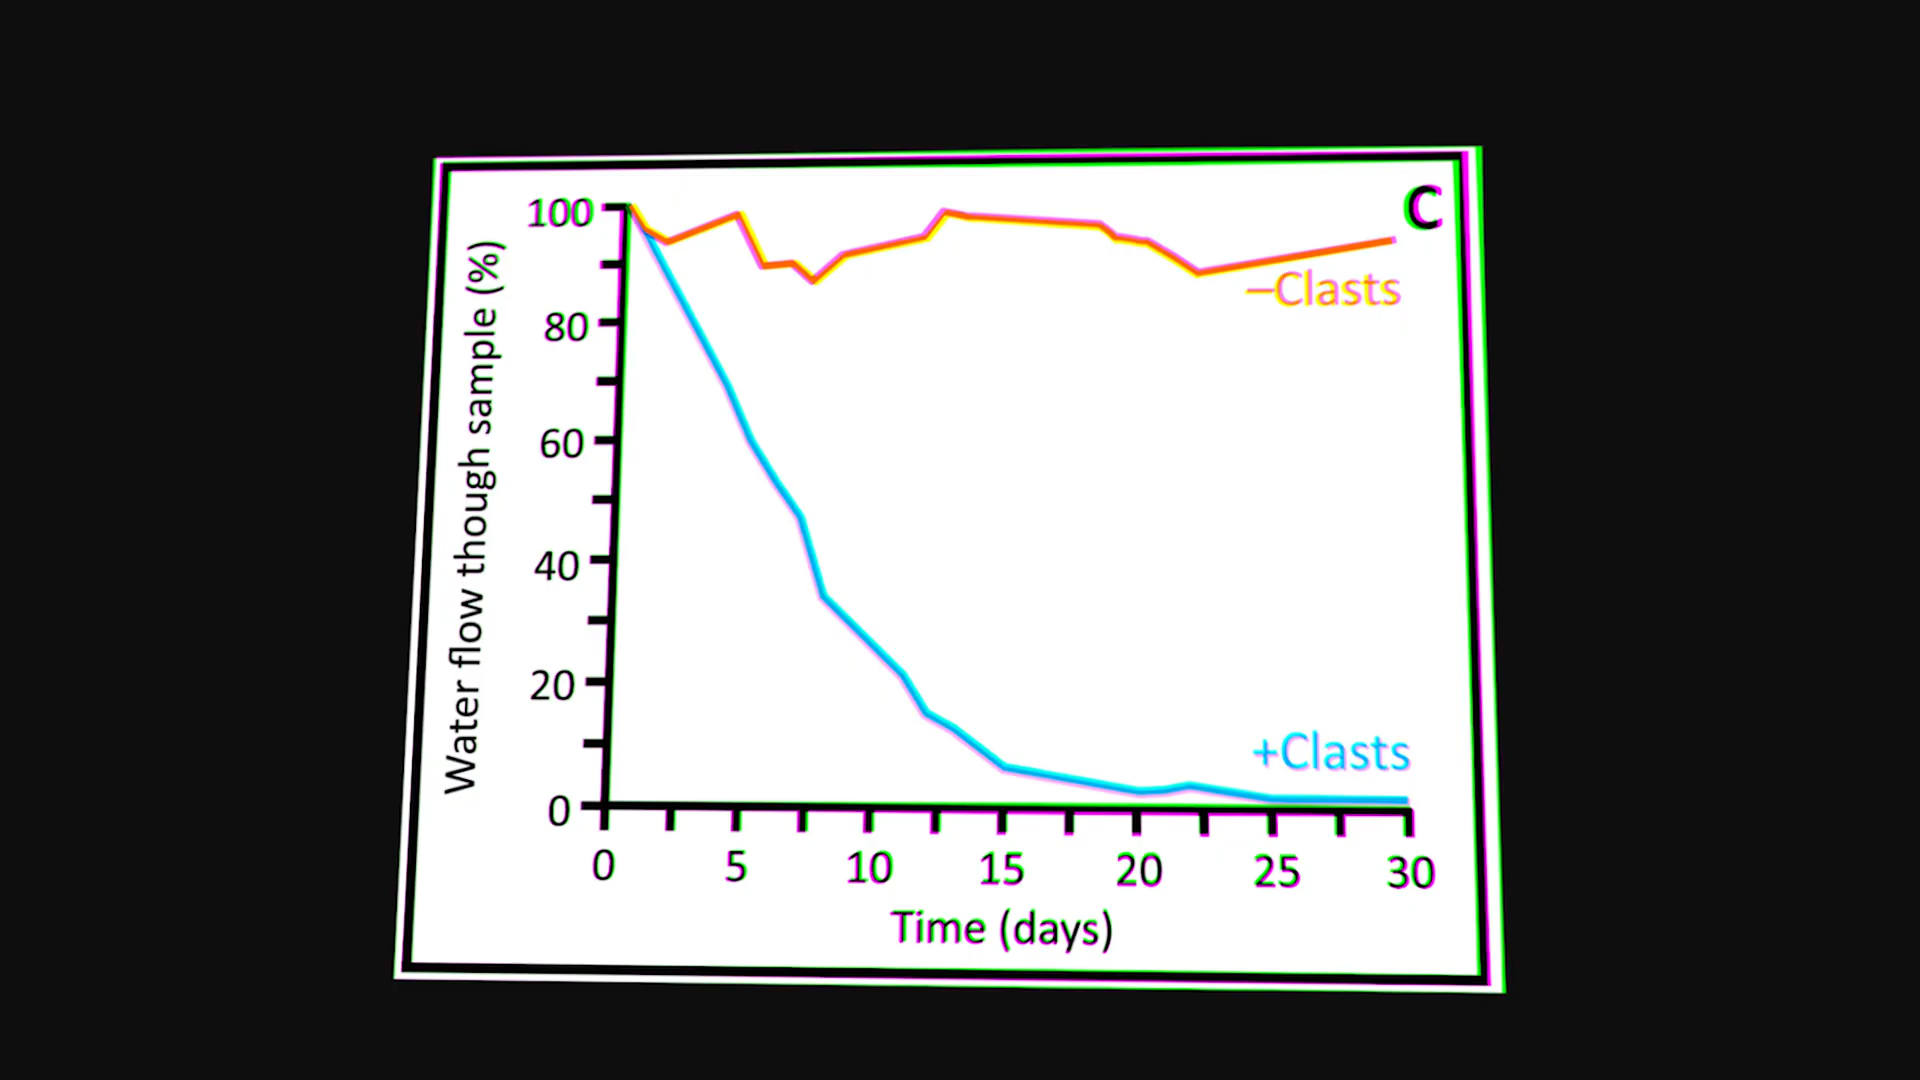 C
Water flow though sample (%)
100
80
60
40
20
0
–Clasts
+Clasts
0 5 10 15 20 25 30
Time (days)